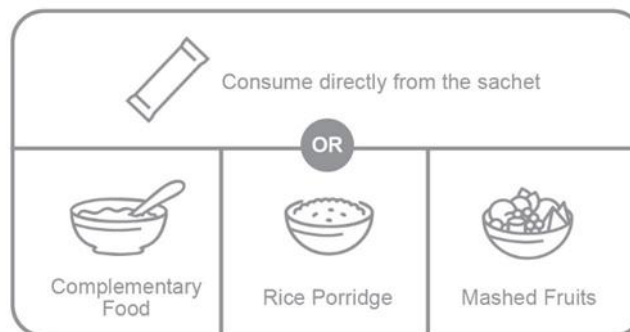 Consume directly from the sachet
OR
Complementary
Food
Rice Porridge
Mashed Fruits